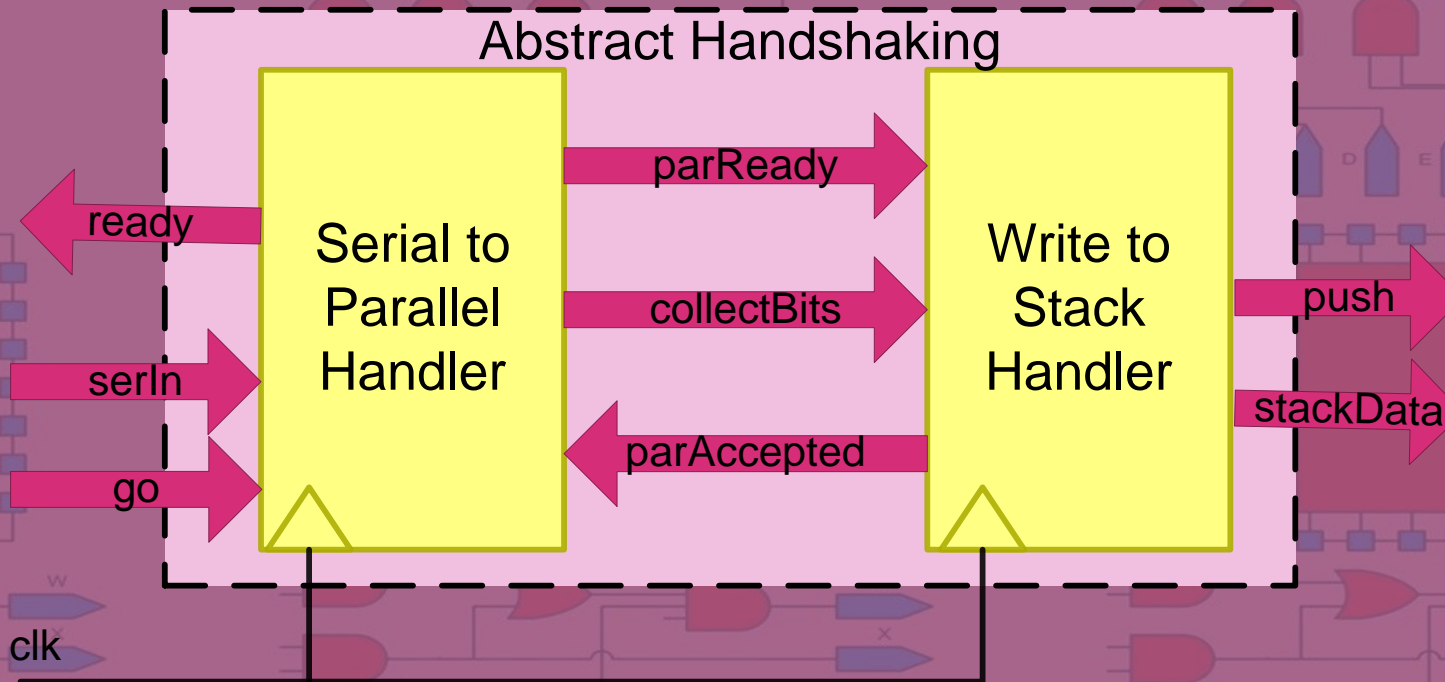 Abstract Handshaking
parReady
ready
Serial to
Parallel
Handler
Write to
Stack
Handler
collectBits
push
serIn
stackData
parAccepted
go
clk
D
E
W
X
X